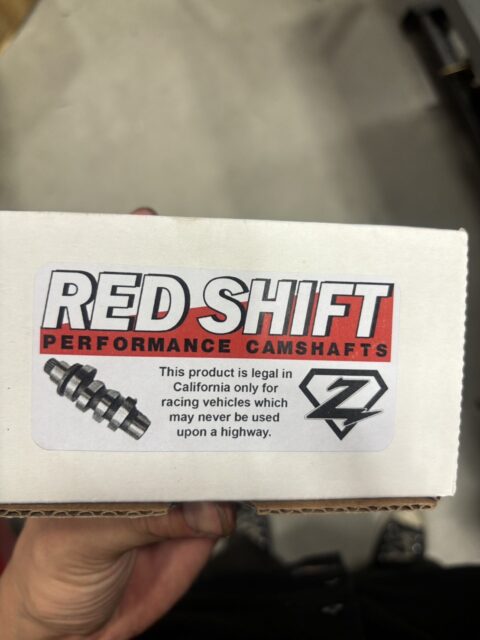 RED SHIFT
PERFORMANCE CAMSHAFTS
This product is legal in
California only for
racing vehicles which
may never be used
upon a highway.
Z